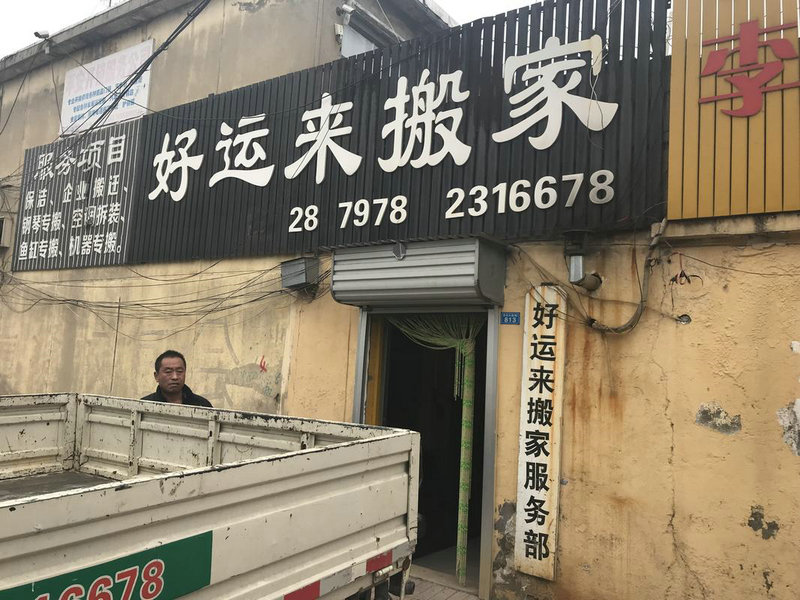 好运来搬家
28 7978 2316678
服务项目
保洁、企业搬迁、
钢琴专搬、空调拆装、
鱼缸专搬、机器专搬。
李
813
好运来搬家服务部
16678